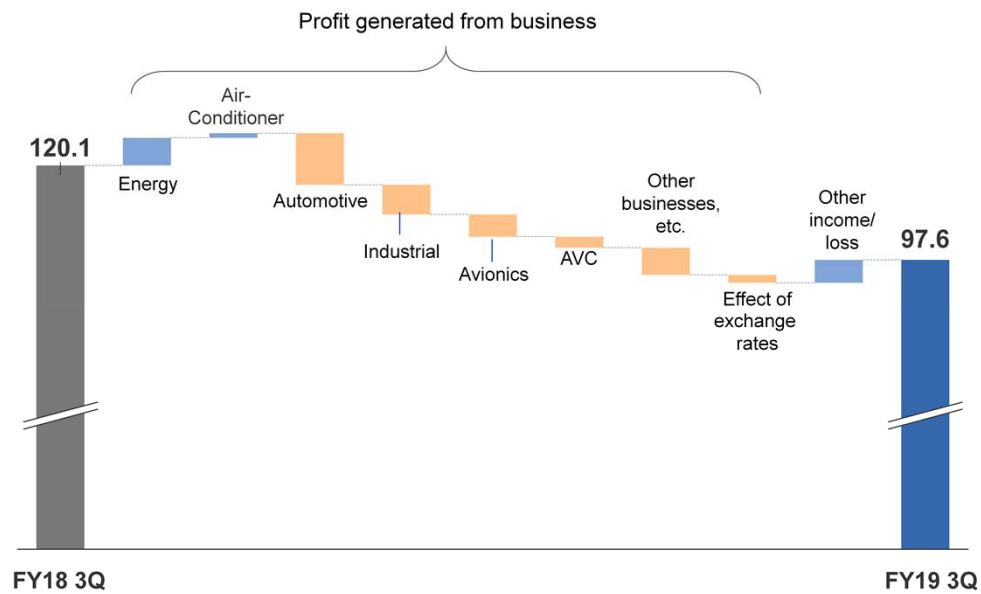 Profit generated from business
Air-
Conditioner
120.1
Energy
Automotive
Industrial
Avionics
AVC
Other
businesses,
etc.
Effect of
exchange
rates
Other
income/
loss
97.6
FY18 3Q
FY19 3Q